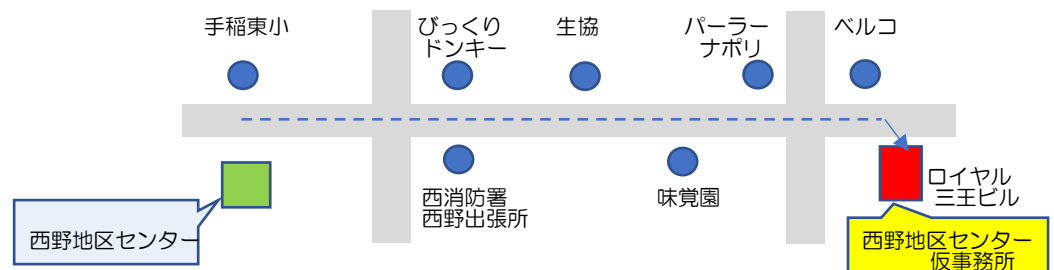 手稲東小
びっくり
ドンキー
生協
パーラー
ナポリ
ベルコ
西消防署
西野出張所
味覚園
ロイヤル
三王ビル
西野地区センター
西野地区センター
仮事務所